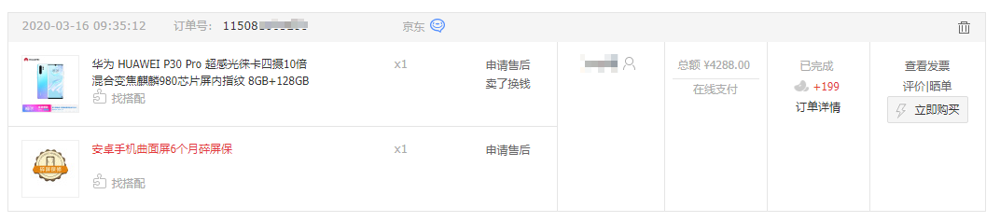 2020-03-16 09:35:12 订单号: 11508 京东
华为 HUAWEI P30 Pro 超感光徕卡四摄10倍
混合变焦麒麟980芯片屏内指纹 8GB+128GB
找搭配
x1
申请售后
卖了换钱
总额 ¥4288.00
在线支付
已完成
+199
订单详情
查看发票
评价|晒单
立即购买
安卓手机曲面屏6个月碎屏保
找搭配
x1
申请售后